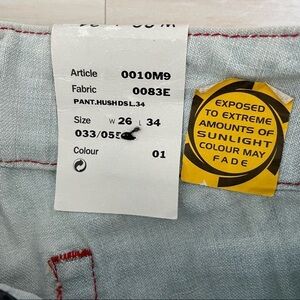 Article 0010M9
Fabric 0083E
PANT.HUSHDSL.34
Size W 26 L 34
033/055
Colour 01
EXPOSED
TO EXTREME
AMOUNTS OF
SUNLIGHT
COLOUR MAY
FADE